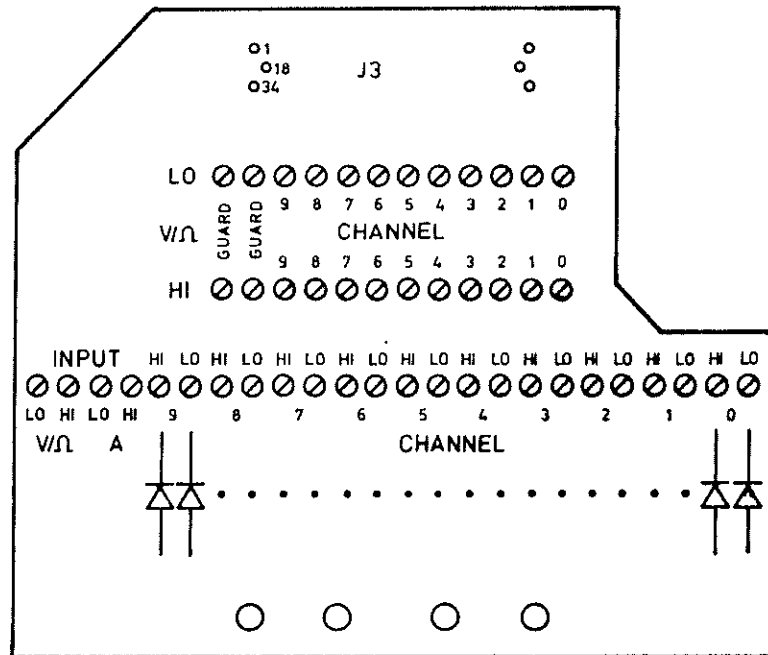 1
18 J3
34
LO
GUARD GUARD 9 8 7 6 5 4 3 2 1 0
V/Ω CHANNEL
9 8 7 6 5 4 3 2 1 0
HI
INPUT HI LO HI LO HI LO HI LO HI LO HI LO HI LO HI LO HI LO HI LO
LO HI LO HI 9 8 7 6 5 4 3 2 1 0
V/Ω A CHANNEL